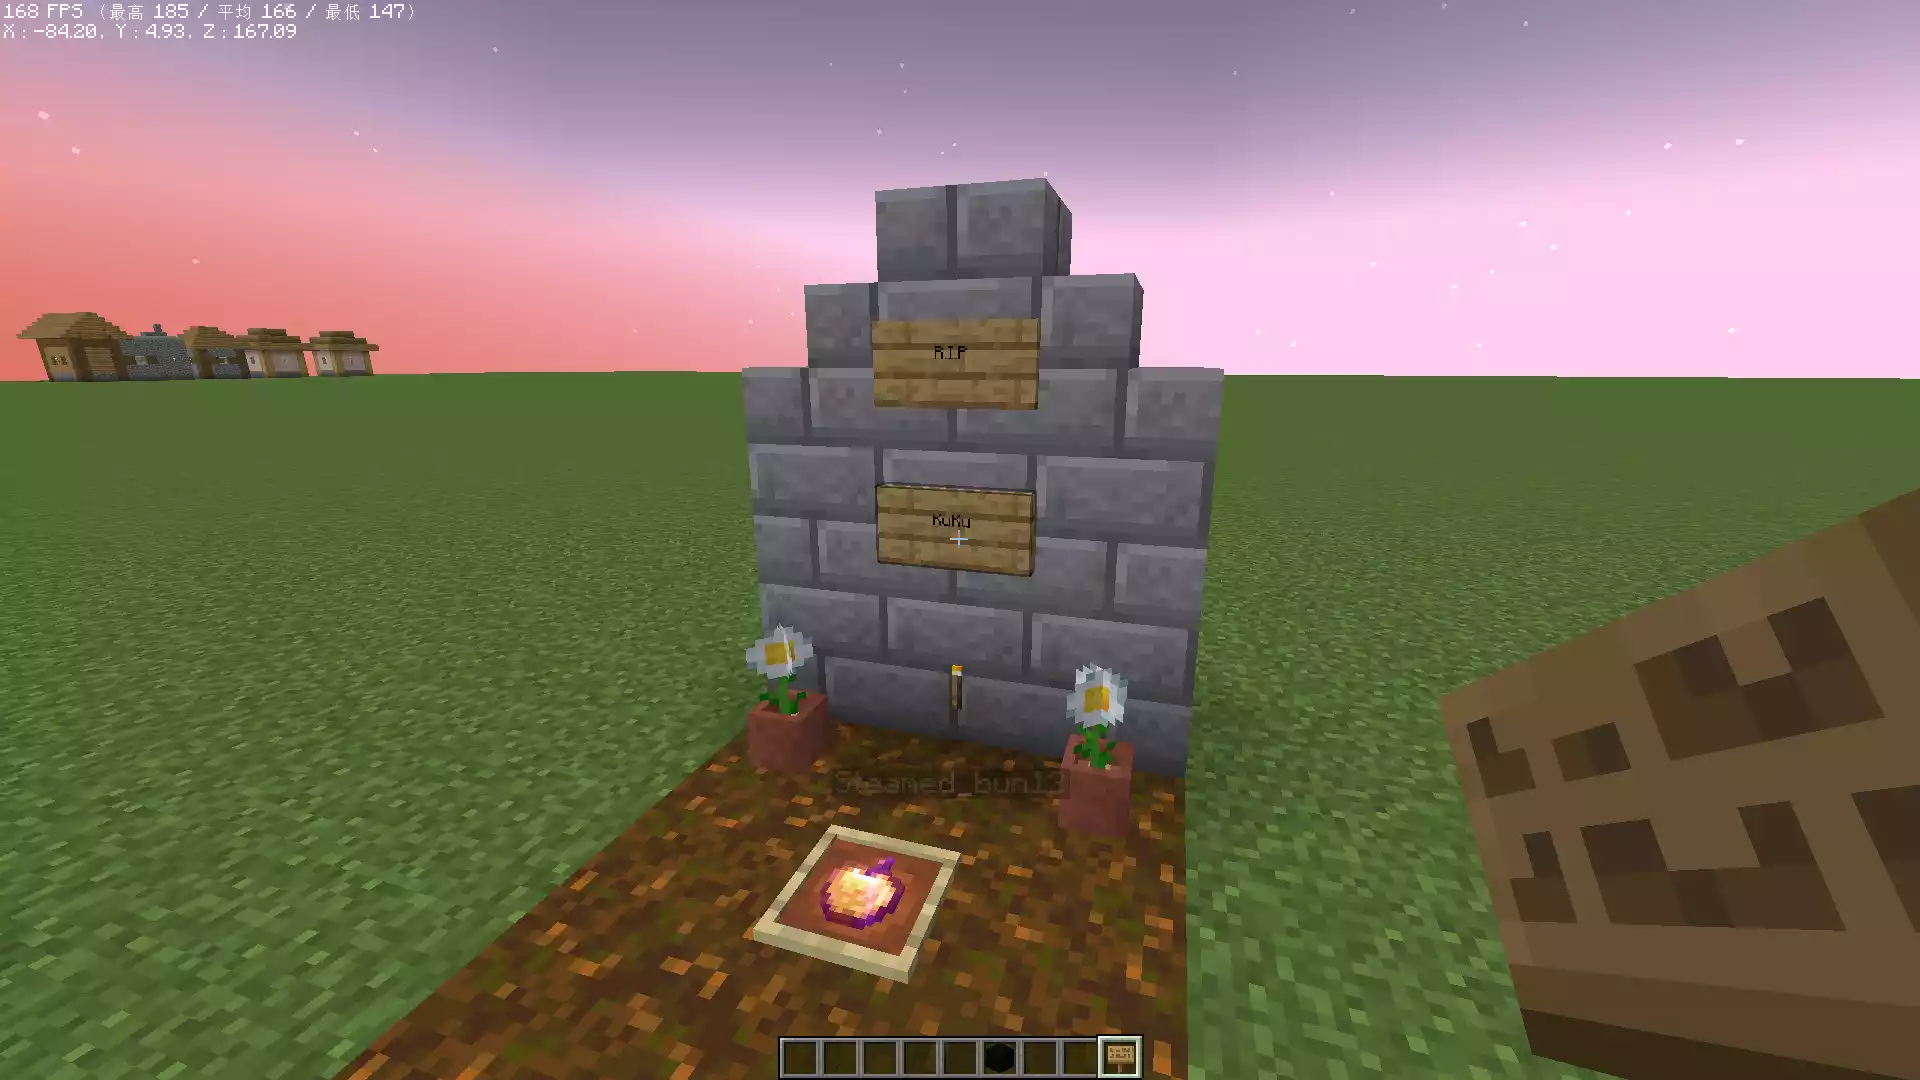 168 FPS (最高 185 / 平均 166 / 最低 147)
X:-84.20, Y:4.93, Z:167.09
R.I.P
KuKu
Steamed_bun13